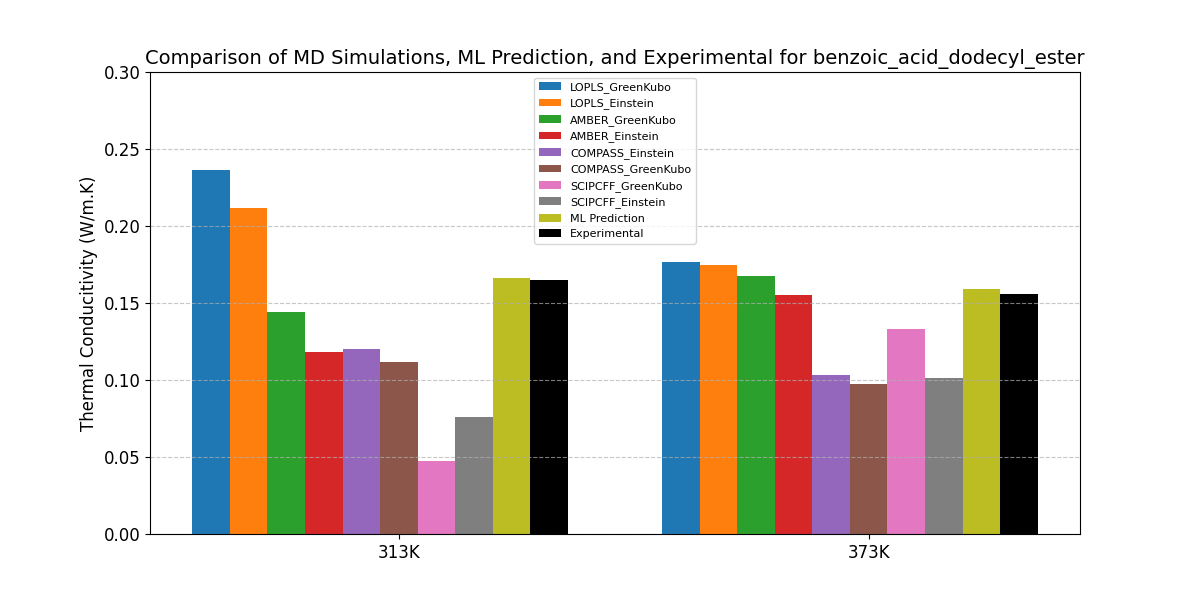 Comparison of MD Simulations, ML Prediction, and Experimental for benzoic_acid_dodecyl_ester
Thermal Conducitivity (W/m.K)
0.30
0.25
0.20
0.15
0.10
0.05
0.00
LOPLS_GreenKubo
LOPLS_Einstein
AMBER_GreenKubo
AMBER_Einstein
COMPASS_Einstein
COMPASS_GreenKubo
SCIPCFF_GreenKubo
SCIPCFF_Einstein
ML Prediction
Experimental
313K
373K